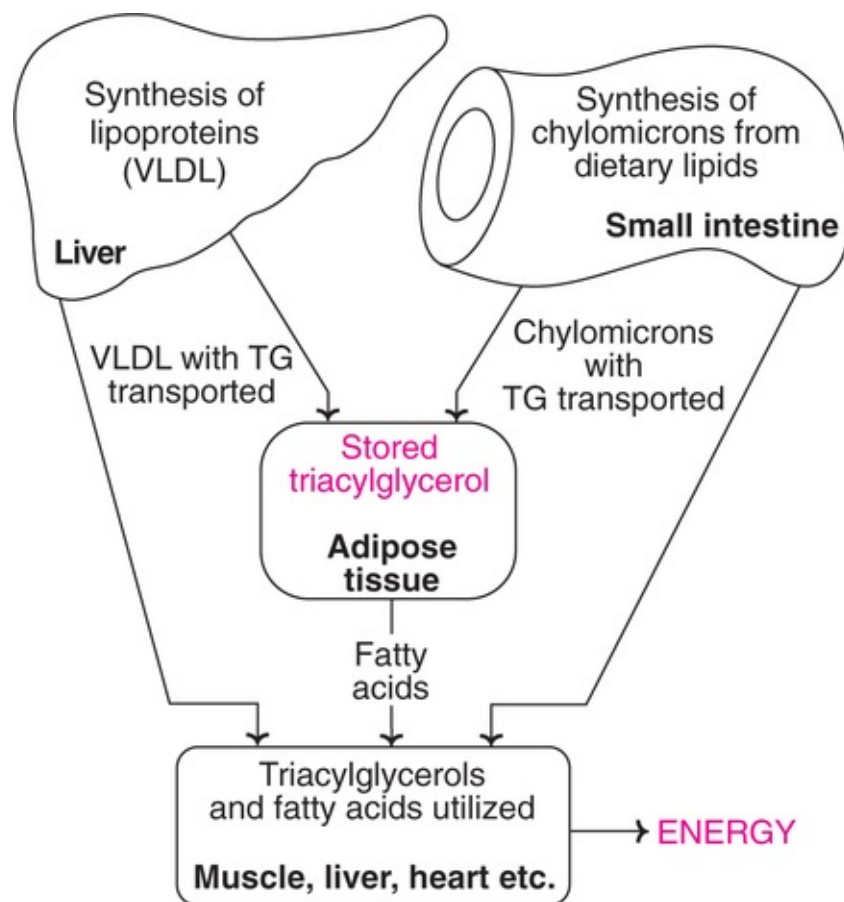 Synthesis of
lipoproteins
(VLDL)
Liver
Synthesis of
chylomicrons from
dietary lipids
Small intestine
VLDL with TG
transported
Chylomicrons
with
TG transported
Stored
triacylglycerol
Adipose
tissue
Fatty
acids
Triacylglycerols
and fatty acids utilized
Muscle, liver, heart etc.
ENERGY